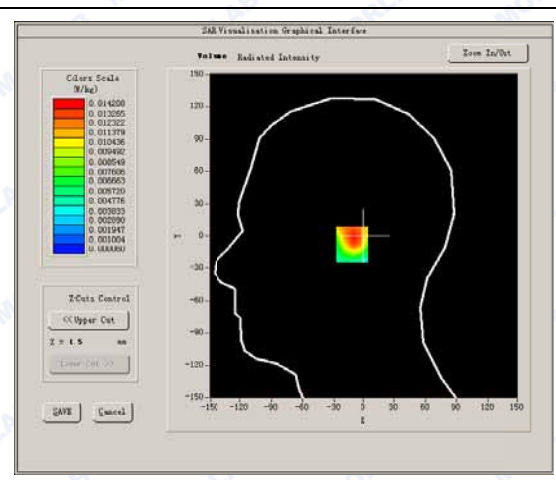 SAR Visualisation Graphical Interface
Volume Radiated Intensity
Zoom In/Out
Colors Scale
(W/kg)
0.014208
0.013265
0.012322
0.011379
0.010436
0.009492
0.008549
0.007606
0.006663
0.005720
0.004776
0.003833
0.002890
0.001947
0.001004
0.000060
150
120
90
60
30
0
-30
-60
-90
-120
-150
Y
-150 -120 -90 -60 -30 0 30 60 90 120 150
X
Z-Cuts Control
<< Upper Cut
Z = 1.5 mm
Lower Cut >>
SAVE Cancel